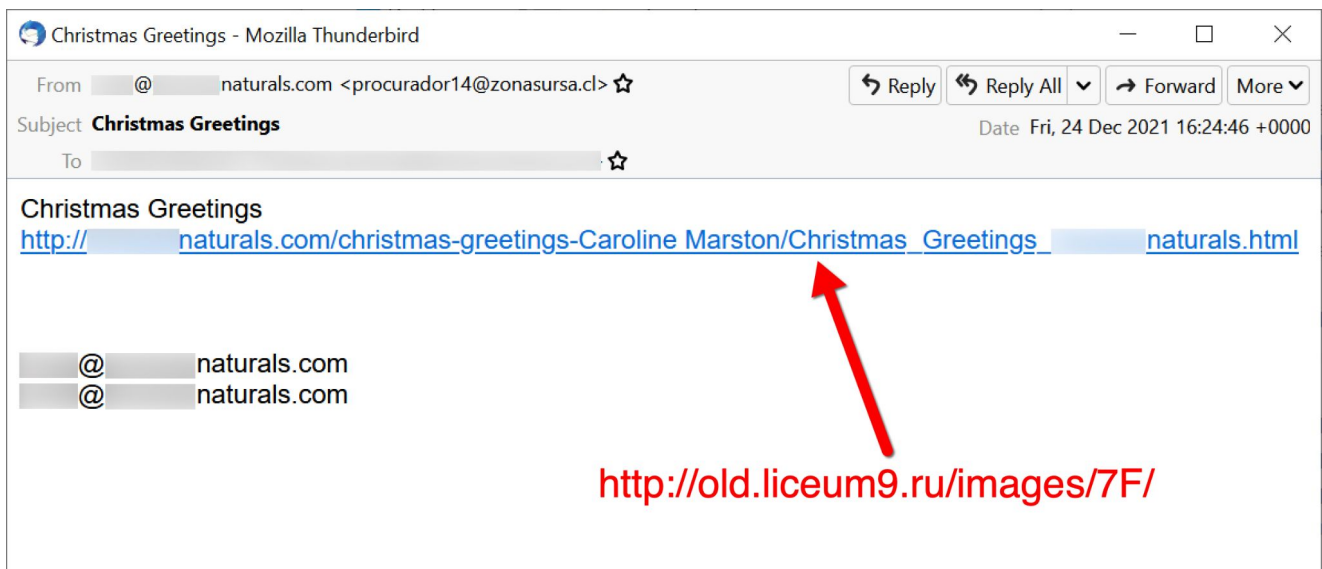 Christmas Greetings - Mozilla Thunderbird
From @ naturals.com <procurador14@zonasursa.cl> Reply Reply All Forward More
Subject Christmas Greetings Date Fri, 24 Dec 2021 16:24:46 +0000
To
Christmas Greetings
http:// naturals.com/christmas-greetings-Caroline Marston/Christmas_Greetings_ naturals.html
@ naturals.com
@ naturals.com
http://old.liceum9.ru/images/7F/